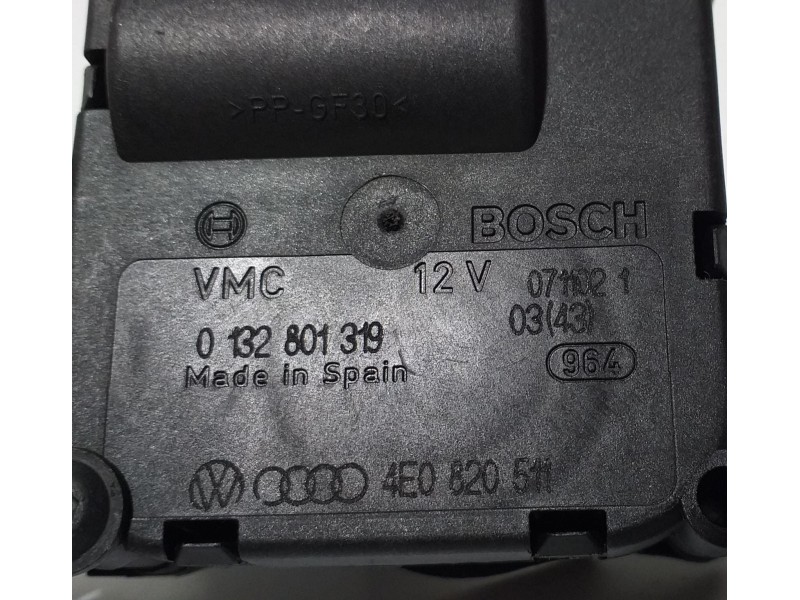 >PP-GF30<
BOSCH
VMC 12 V 071102 1
03(43)
0 132 801 319
Made in Spain 964
4E0 820 511